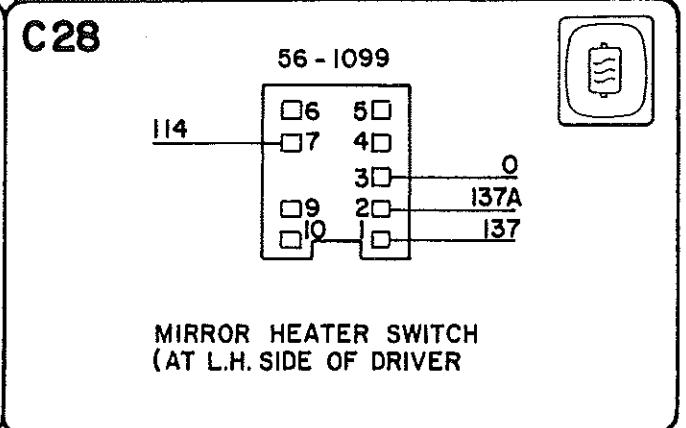 C28
56-1099
6 5
114 7 4
3 0
9 2 137A
10 1 137
MIRROR HEATER SWITCH
(AT L.H. SIDE OF DRIVER